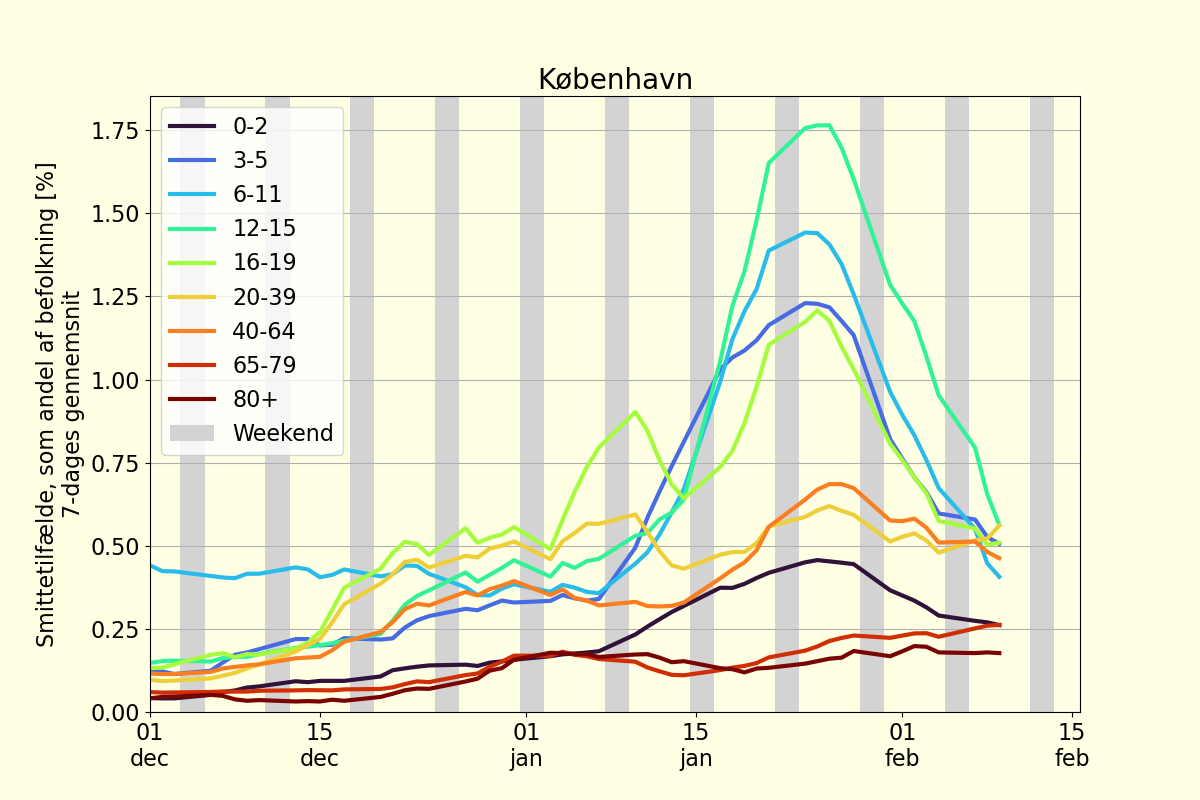 København
Smittetilfælde, som andel af befolkning [%]
7-dages gennemsnit
1.75
1.50
1.25
1.00
0.75
0.50
0.25
0.00
0-2
3-5
6-11
12-15
16-19
20-39
40-64
65-79
80+
Weekend
01 15 01 15 01 15
dec dec jan jan feb feb